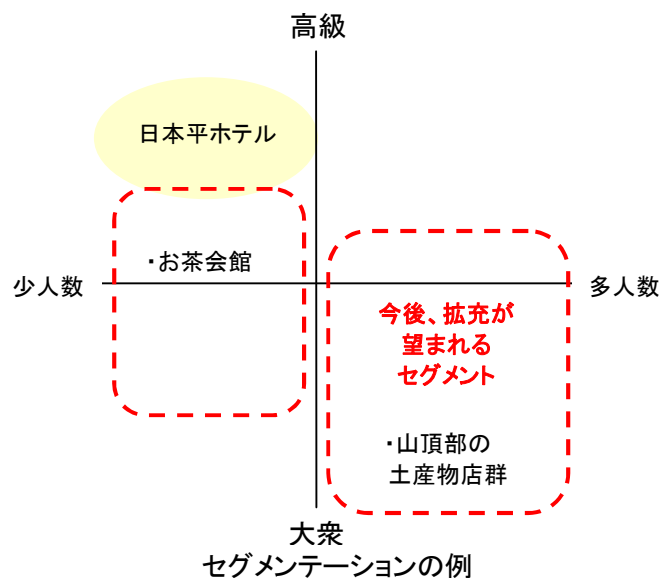 高級
日本平ホテル
・お茶会館
少人数
多人数
今後、拡充が
望まれる
セグメント
・山頂部の
土産物店群
大衆
セグメンテーションの例